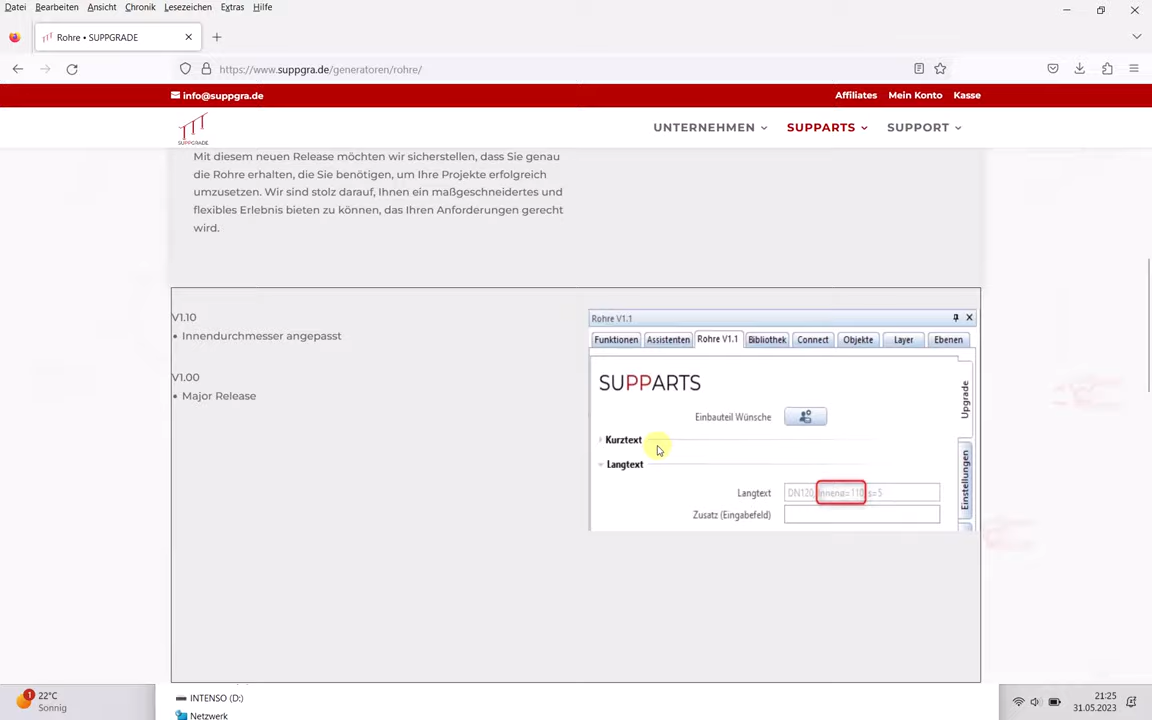 Datei Bearbeiten Ansicht Chronik Lesezeichen Extras Hilfe
Rohre • SUPPGRADE
https://www.suppgra.de/generatoren/rohre/
info@suppgra.de
Affiliates Mein Konto Kasse
SUPPGRADE
UNTERNEHMEN SUPPARTS SUPPORT
Mit diesem neuen Release möchten wir sicherstellen, dass Sie genau
die Rohre erhalten, die Sie benötigen, um Ihre Projekte erfolgreich
umzusetzen. Wir sind stolz darauf, Ihnen ein maßgeschneidertes und
flexibles Erlebnis bieten zu können, das Ihren Anforderungen gerecht
wird.
V1.10
• Innendurchmesser angepasst
V1.00
• Major Release
Rohre V1.1
Funktionen Assistenten Rohre V1.1 Bibliothek Connect Objekte Layer Ebenen
SUPPARTS
Upgrade
Einbauteil Wünsche
Kurztext
Langtext
Einstellungen
Langtext DN120, s=5
Zusatz (Eingabefeld)
INTENSO (D:)
Netzwerk
1
22°C
Sonnig
21:25
31.05.2023